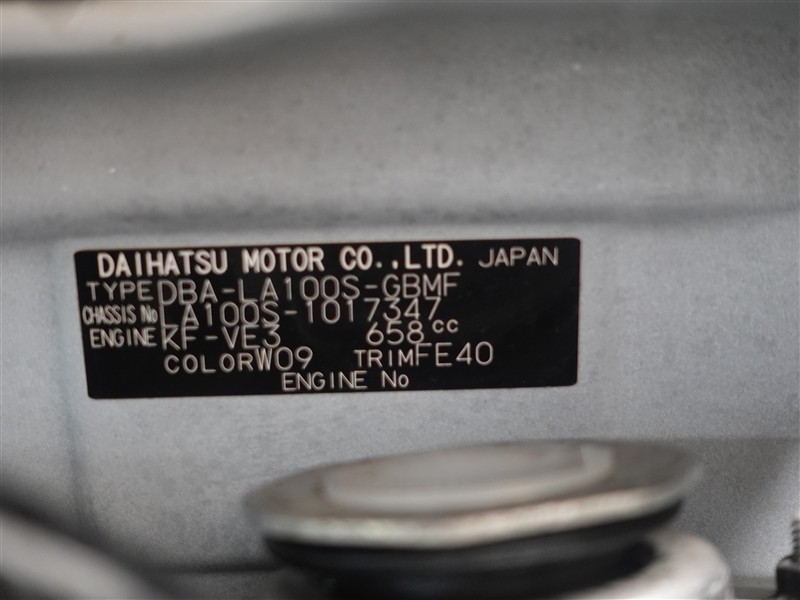 DAIHATSU MOTOR CO.,LTD. JAPAN
TYPE DBA-LA100S-GBMF
CHASSIS No LA100S-1017347
ENGINE KF-VE3 658cc
COLOR W09 TRIM FE40
ENGINE No